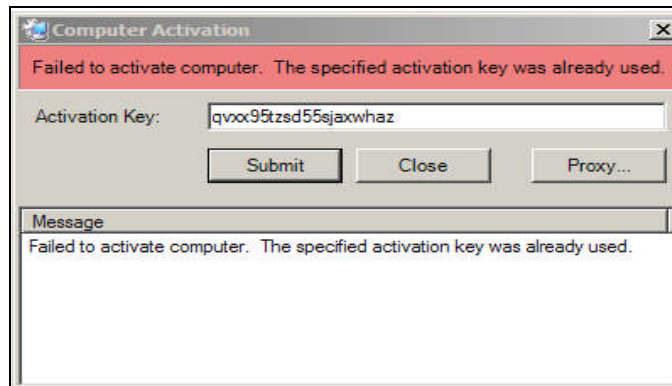 Computer Activation
Failed to activate computer. The specified activation key was already used.
Activation Key: qvxx95tzsd55sjaxwhaz
Submit Close Proxy...
Message
Failed to activate computer. The specified activation key was already used.